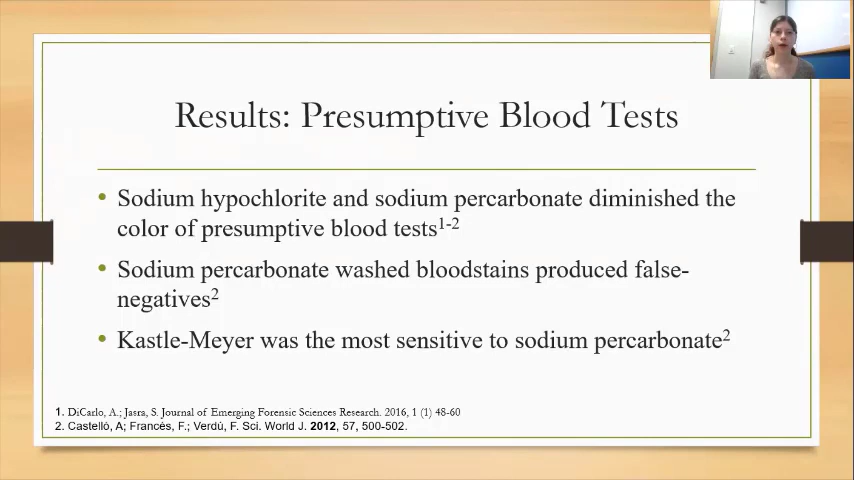 Results: Presumptive Blood Tests
• Sodium hypochlorite and sodium percarbonate diminished the
color of presumptive blood tests1-2
• Sodium percarbonate washed bloodstains produced false-
negatives2
• Kastle-Meyer was the most sensitive to sodium percarbonate2
1. DiCarlo, A.; Jasra, S. Journal of Emerging Forensic Sciences Research. 2016, 1 (1) 48-60
2. Castelló, A; Francés, F.; Verdú, F. Sci. World J. 2012, 57, 500-502.